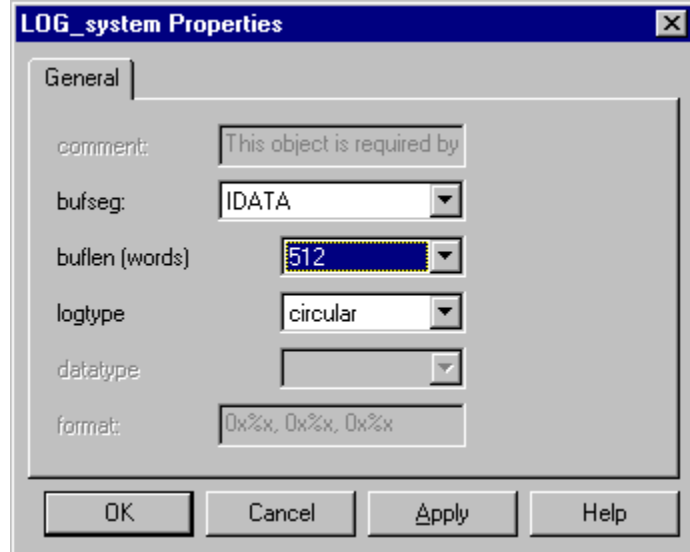 LOG_system Properties
General
comment: This object is required by
bufseg: IDATA
buflen (words) 512
logtype circular
datatype
format: 0x%x, 0x%x, 0x%x
OK Cancel Apply Help